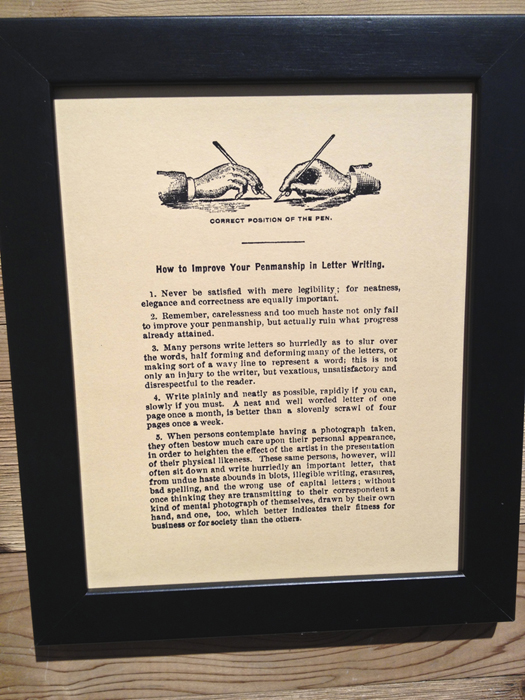 CORRECT POSITION OF THE PEN.
How to Improve Your Penmanship in Letter Writing.
1. Never be satisfied with mere legibility; for neatness,
elegance and correctness are equally important.
2. Remember, carelessness and too much haste not only fail
to improve your penmanship, but actually ruin what progress
already attained.
3. Many persons write letters so hurriedly as to slur over
the words, half forming and deforming many of the letters, or
making sort of a wavy line to represent a word; this is not
only an injury to the writer, but vexatious, unsatisfactory and
disrespectful to the reader.
4. Write plainly and neatly as possible, rapidly if you can,
slowly if you must. A neat and well worded letter of one
page once a month, is better than a slovenly scrawl of four
pages once a week.
5. When persons contemplate having a photograph taken,
they often bestow much care upon their personal appearance,
in order to heighten the effect of the artist in the presentation
of their physical likeness. These same persons, however, will
often sit down and write hurriedly an important letter, that
from undue haste abounds in blots, illegible writing, erasures,
bad spelling, and the wrong use of capital letters; without
once thinking they are transmitting to their correspondent a
kind of mental photograph of themselves, drawn by their own
hand, and one, too, which better indicates their fitness for
business or for society than the others.